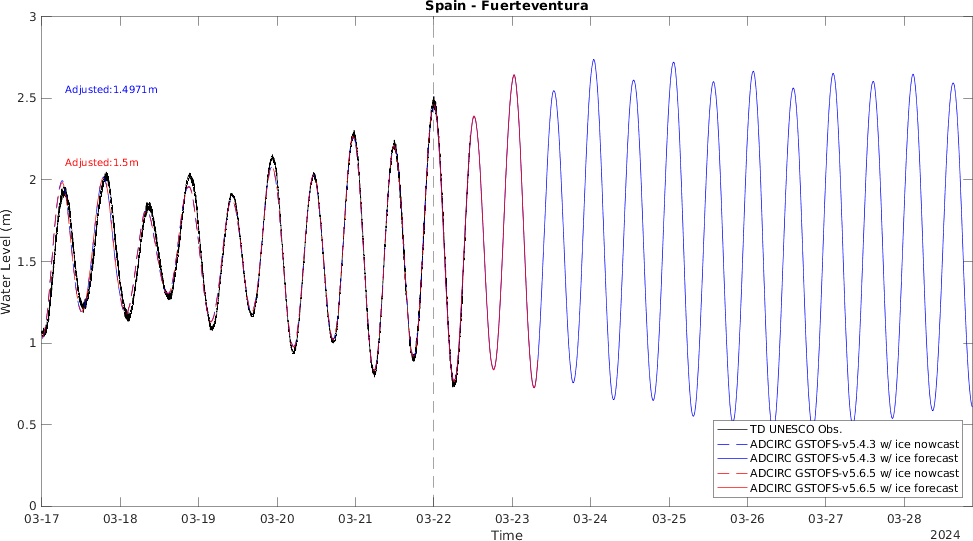 Spain - Fuerteventura
3
2.5
2
1.5
1
0.5
0
Water Level (m)
Adjusted:1.4971m
Adjusted:1.5m
TD UNESCO Obs.
ADCIRC GSTOFS-v5.4.3 w/ ice nowcast
ADCIRC GSTOFS-v5.4.3 w/ ice forecast
ADCIRC GSTOFS-v5.6.5 w/ ice nowcast
ADCIRC GSTOFS-v5.6.5 w/ ice forecast
03-17 03-18 03-19 03-20 03-21 03-22 03-23 03-24 03-25 03-26 03-27 03-28
Time
2024